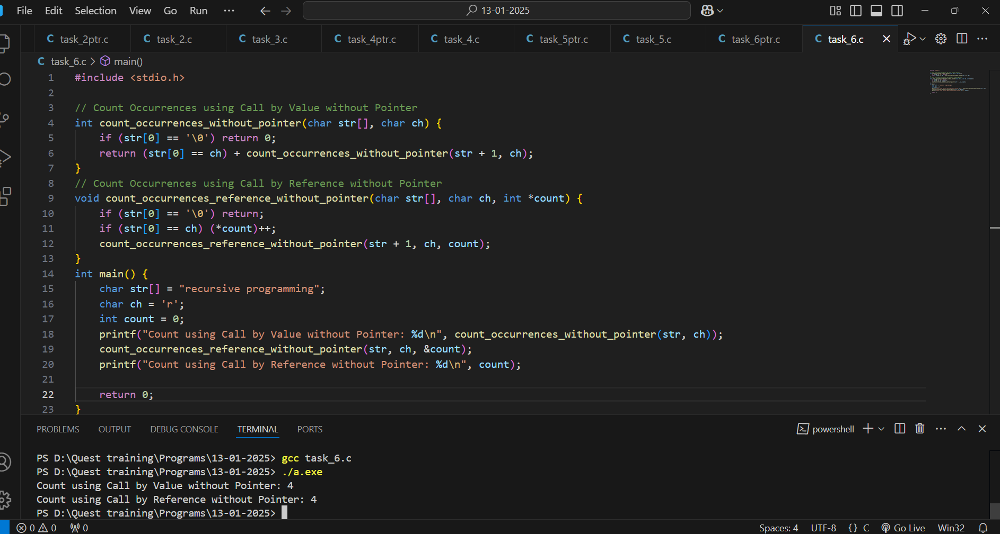 File Edit Selection View Go Run ··· 13-01-2025
C task_2ptr.c C task_2.c C task_3.c C task_4ptr.c C task_4.c C task_5ptr.c C task_5.c C task_6ptr.c C task_6.c
C task_6.c > main()
1 #include <stdio.h>
2
3 // Count Occurrences using Call by Value without Pointer
4 int count_occurrences_without_pointer(char str[], char ch) {
5 if (str[0] == '\0') return 0;
6 return (str[0] == ch) + count_occurrences_without_pointer(str + 1, ch);
7 }
8 // Count Occurrences using Call by Reference without Pointer
9 void count_occurrences_reference_without_pointer(char str[], char ch, int *count) {
10 if (str[0] == '\0') return;
11 if (str[0] == ch) (*count)++;
12 count_occurrences_reference_without_pointer(str + 1, ch, count);
13 }
14 int main() {
15 char str[] = "recursive programming";
16 char ch = 'r';
17 int count = 0;
18 printf("Count using Call by Value without Pointer: %d\n", count_occurrences_without_pointer(str, ch));
19 count_occurrences_reference_without_pointer(str, ch, &count);
20 printf("Count using Call by Reference without Pointer: %d\n", count);
21
22 return 0;
23 }
PROBLEMS OUTPUT DEBUG CONSOLE TERMINAL PORTS powershell
PS D:\Quest training\Programs\13-01-2025> gcc task_6.c
PS D:\Quest training\Programs\13-01-2025> ./a.exe
Count using Call by Value without Pointer: 4
Count using Call by Reference without Pointer: 4
PS D:\Quest training\Programs\13-01-2025>
0 0 0 Spaces: 4 UTF-8 {} C Go Live Win32